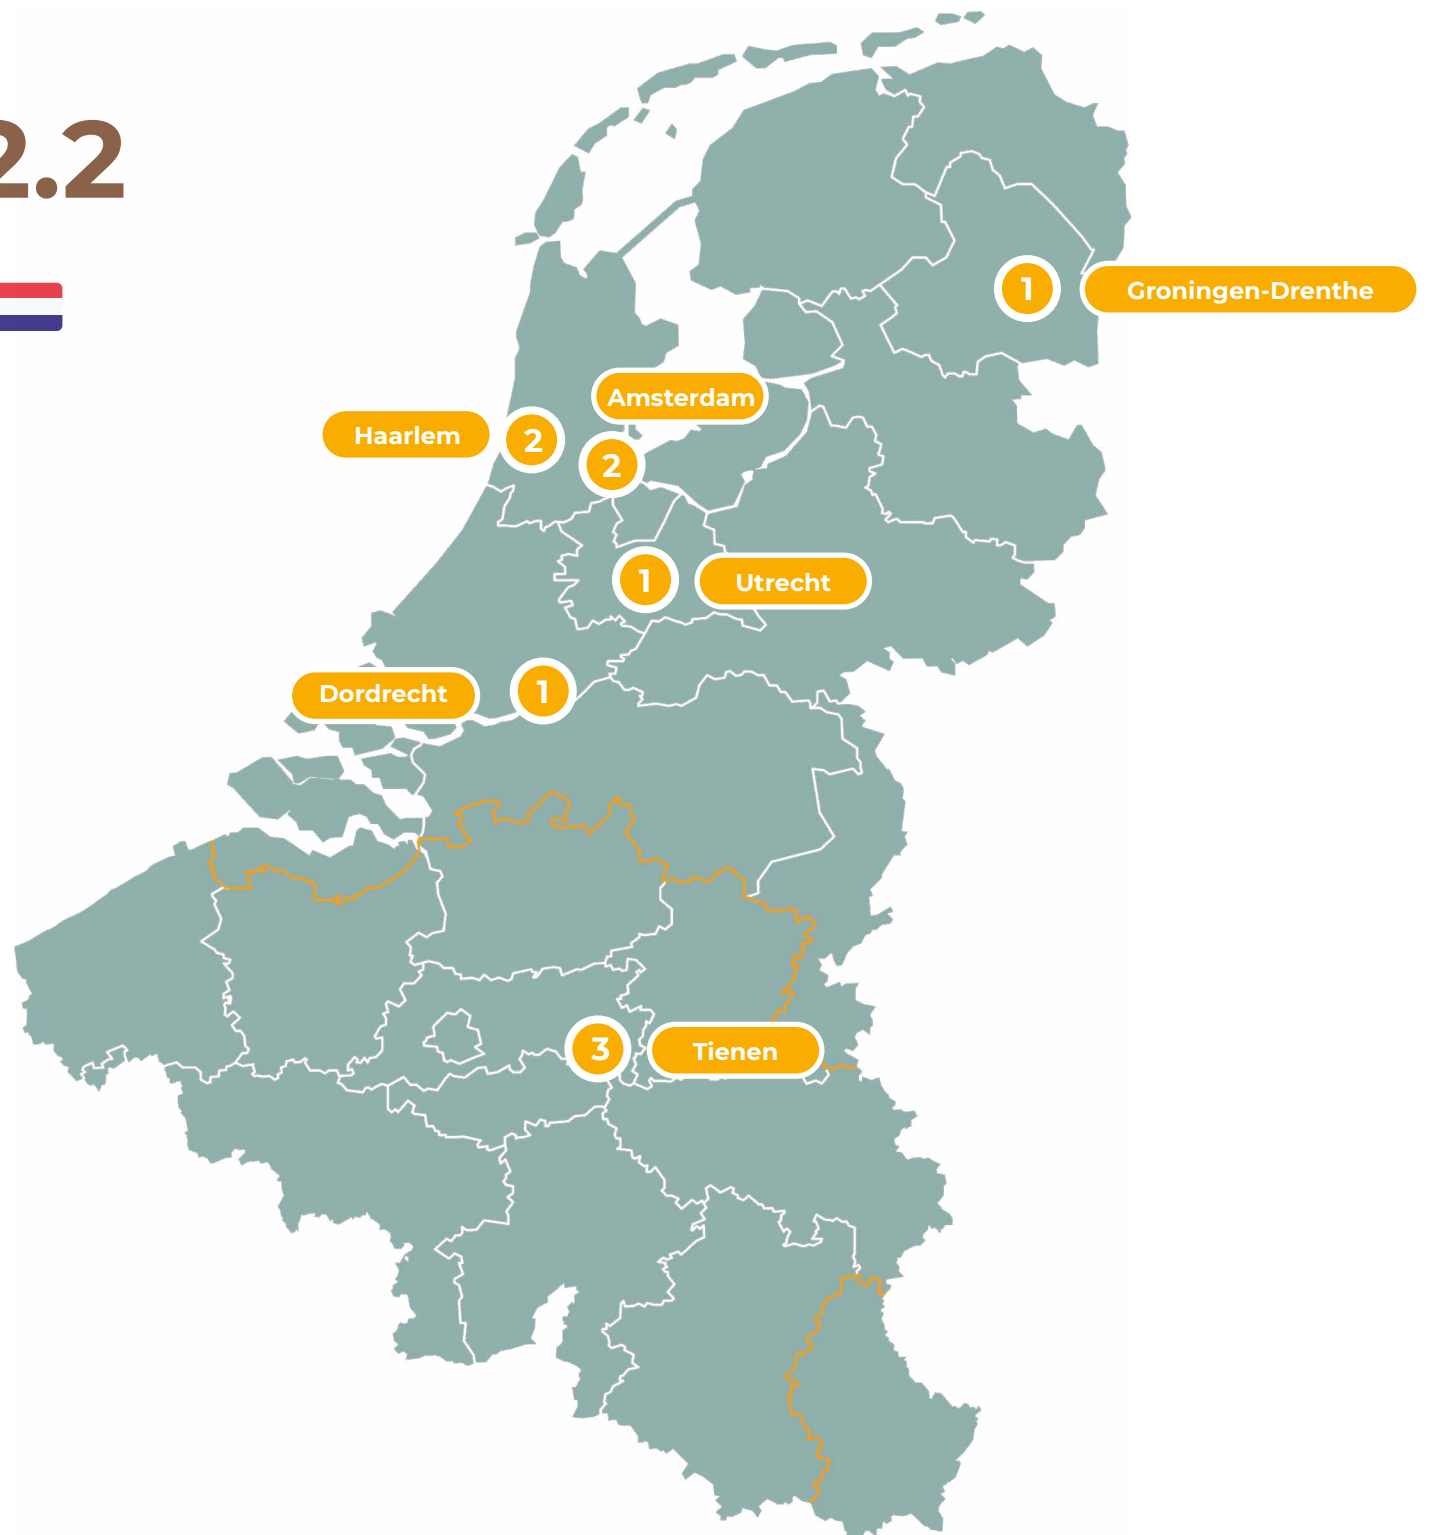 2.2
1
Groningen-Drenthe
Amsterdam
Haarlem
2
2
1
Utrecht
Dordrecht
1
3
Tienen